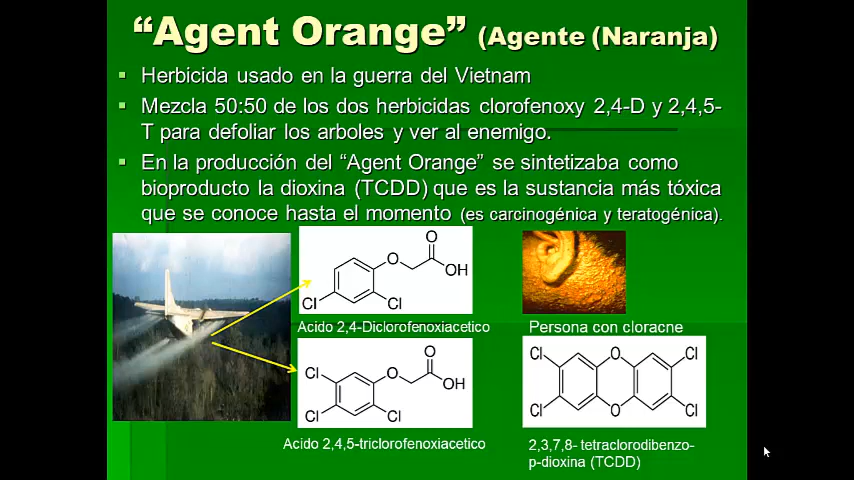 “Agent Orange” (Agente (Naranja)
Herbicida usado en la guerra del Vietnam
Mezcla 50:50 de los dos herbicidas clorofenoxy 2,4-D y 2,4,5-
T para defoliar los arboles y ver al enemigo.
En la producción del “Agent Orange” se sintetizaba como
bioproducto la dioxina (TCDD) que es la sustancia más tóxica
que se conoce hasta el momento (es carcinogénica y teratogénica).
O
O
OH
Cl
Cl
Acido 2,4-Diclorofenoxiacetico
Persona con cloracne
O
Cl
O
OH
Cl
Cl
Acido 2,4,5-triclorofenoxiacetico
Cl
O
Cl
Cl
O
Cl
2,3,7,8- tetraclorodibenzo-
p-dioxina (TCDD)